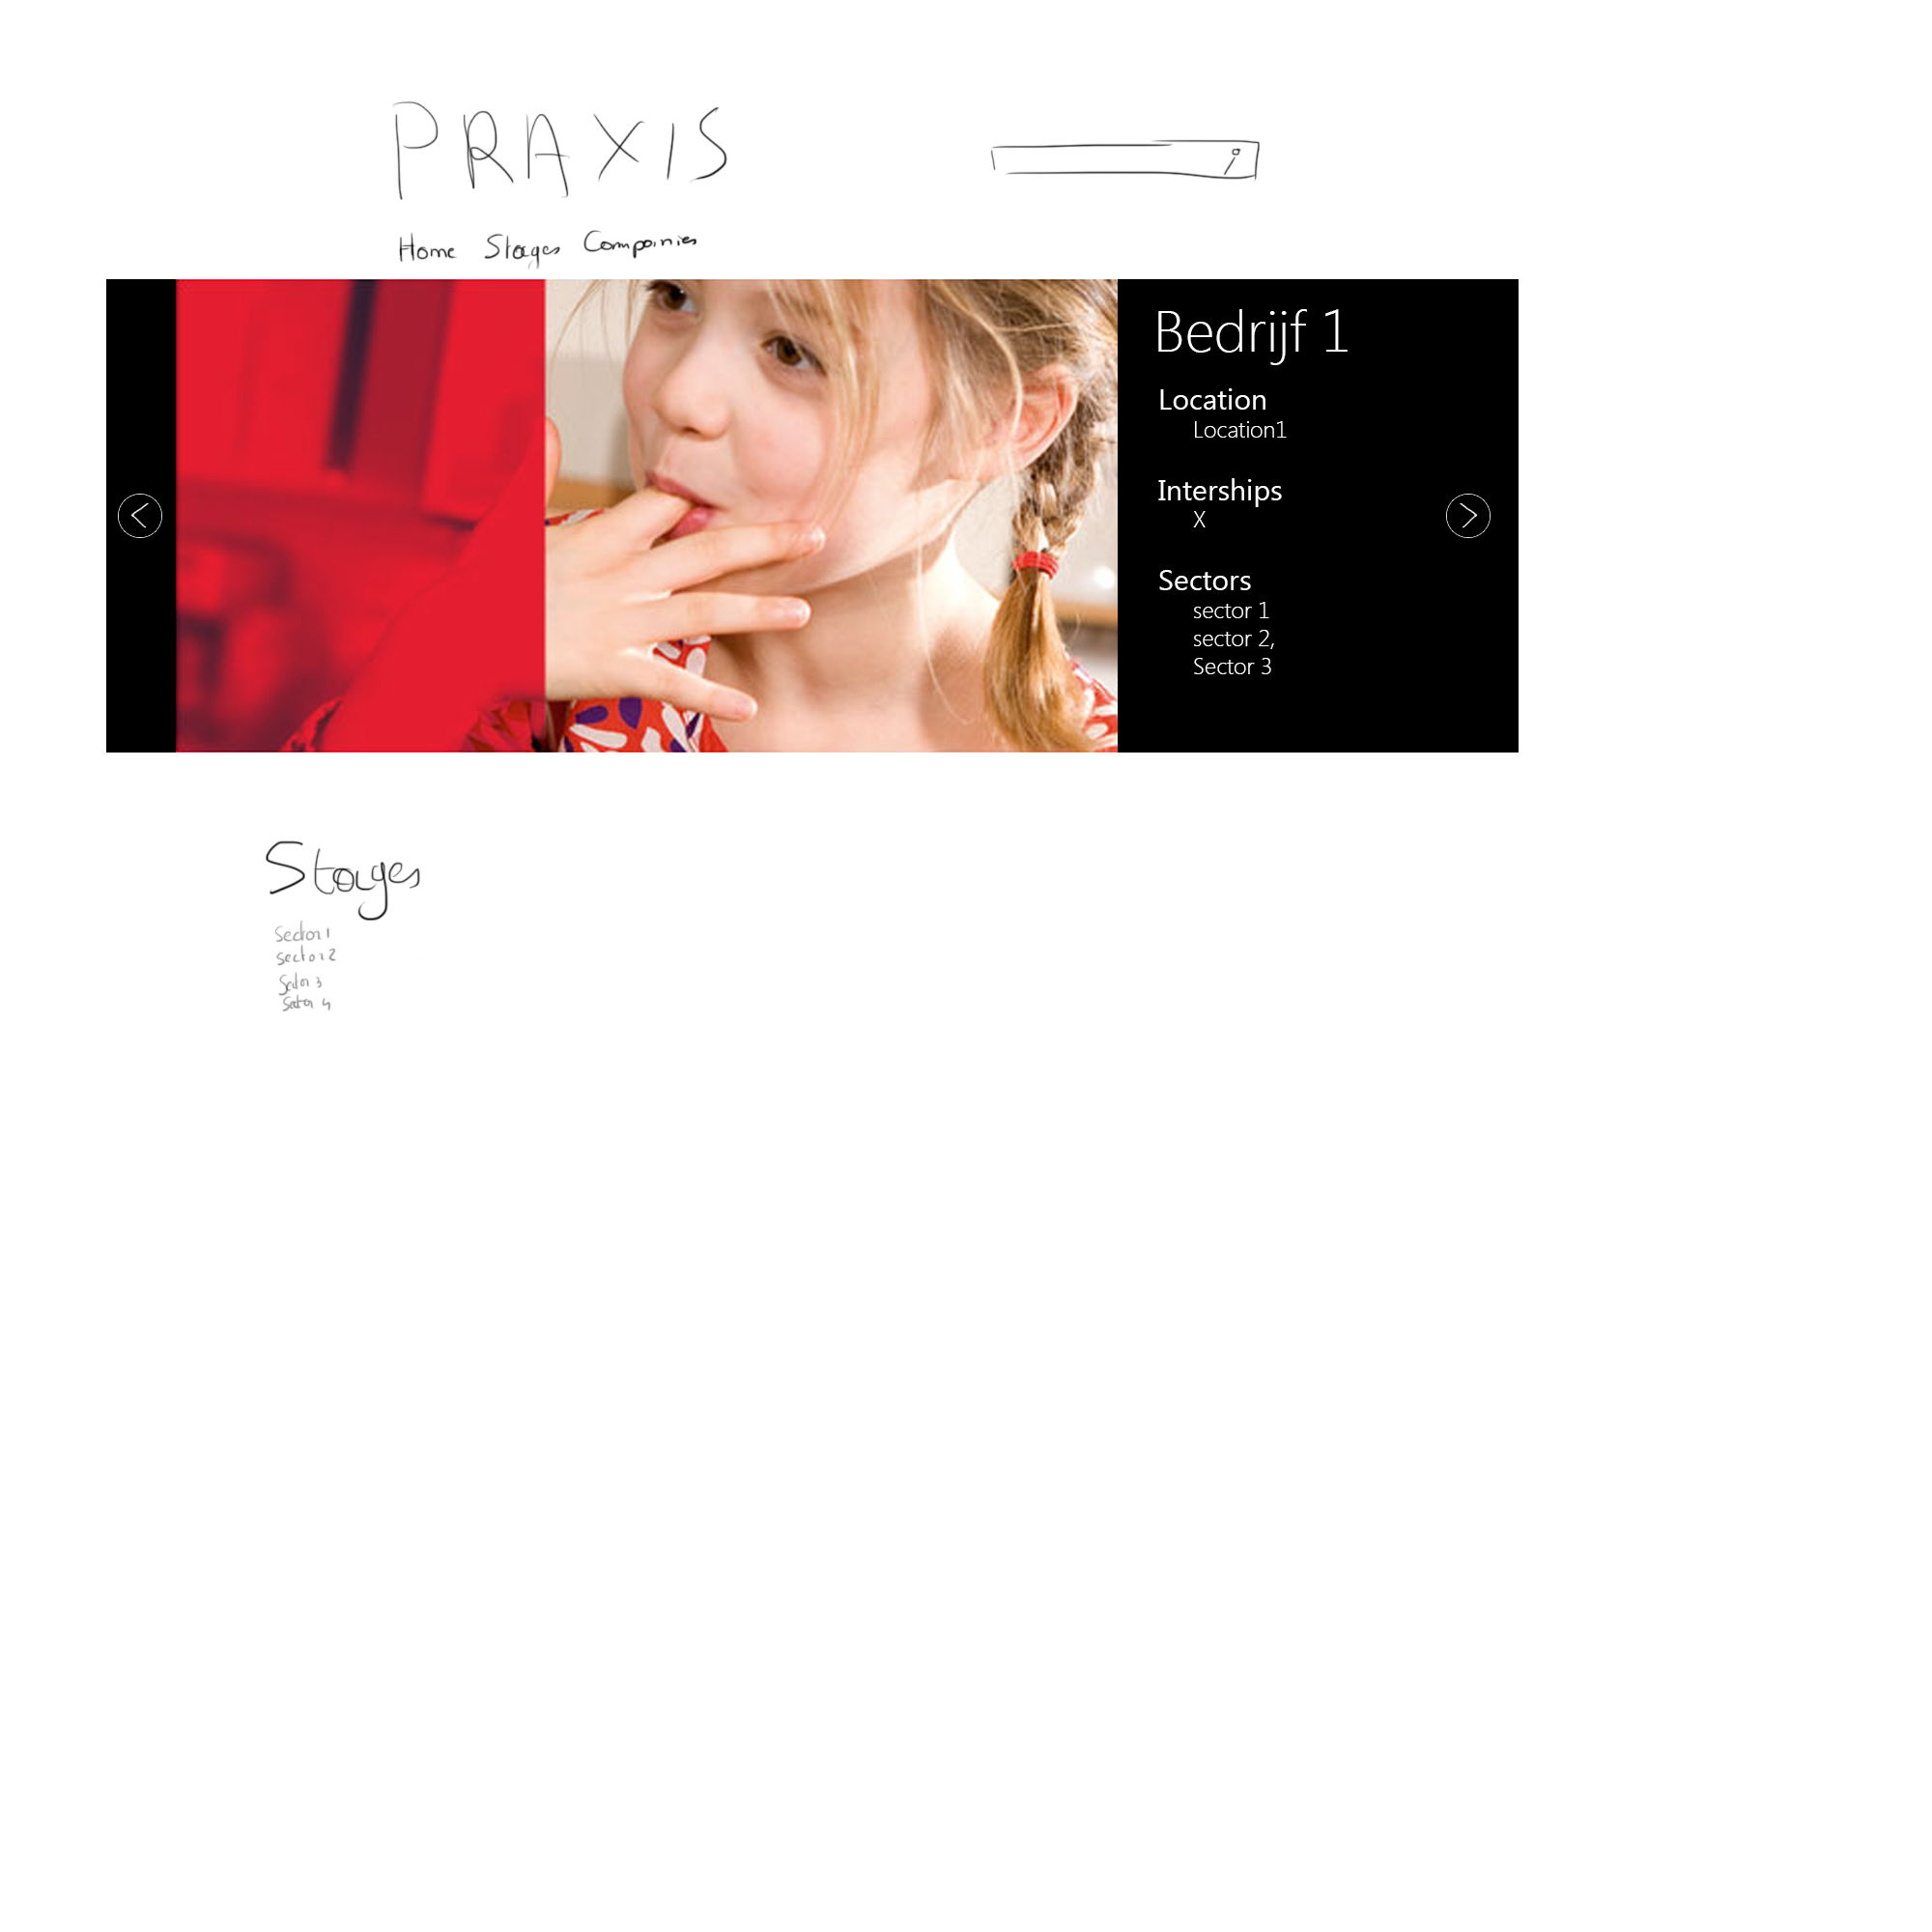 PRAXIS
Home Stages Companies
Bedrijf 1
Location
Location1
Interships
X
Sectors
sector 1
sector 2,
Sector 3
Stages
Sector 1
Sector 2
Sector 3
Sector 4